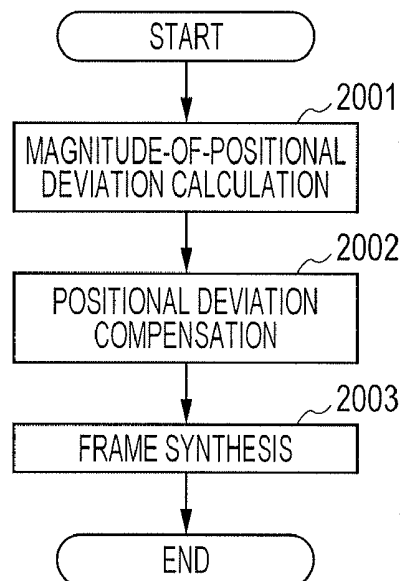 START
2001
MAGNITUDE-OF-POSITIONAL
DEVIATION CALCULATION
2002
POSITIONAL DEVIATION
COMPENSATION
2003
FRAME SYNTHESIS
END